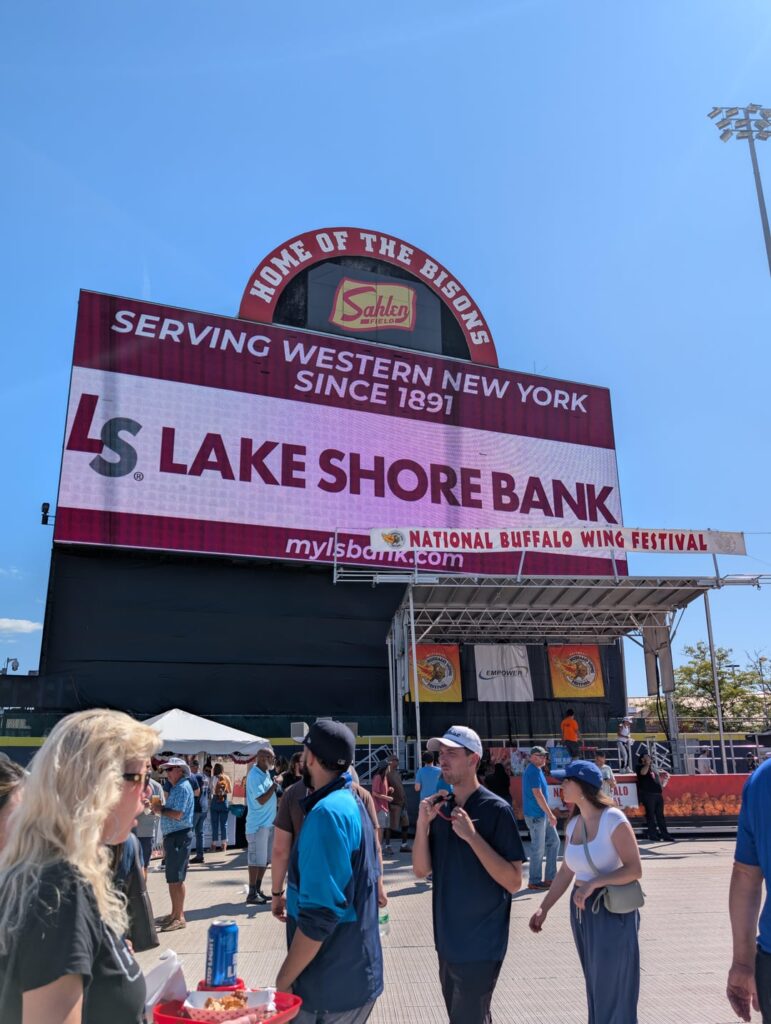 HOME OF THE BISONS
Sahlen
FIELD
SERVING WESTERN NEW YORK
SINCE 1891
LS® LAKE SHORE BANK
mylsbank.com
NATIONAL BUFFALO WING FESTIVAL
EMPOWER